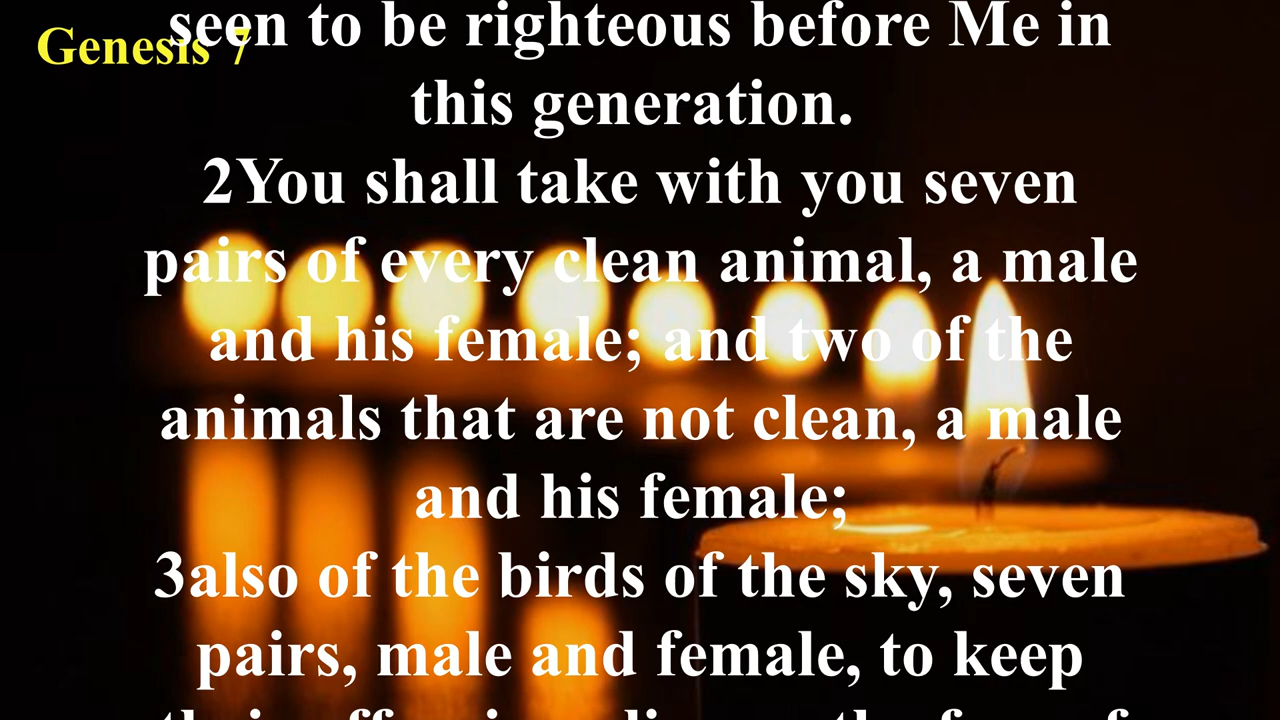 Genesis 7
seen to be righteous before Me in
this generation.
2You shall take with you seven
pairs of every clean animal, a male
and his female; and two of the
animals that are not clean, a male
and his female;
3also of the birds of the sky, seven
pairs, male and female, to keep